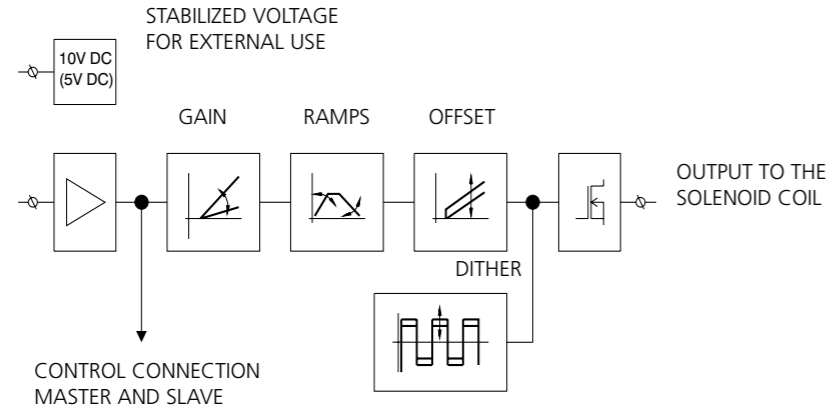 STABILIZED VOLTAGE
FOR EXTERNAL USE
10V DC
(5V DC)
GAIN
RAMPS
OFFSET
OUTPUT TO THE
SOLENOID COIL
DITHER
CONTROL CONNECTION
MASTER AND SLAVE